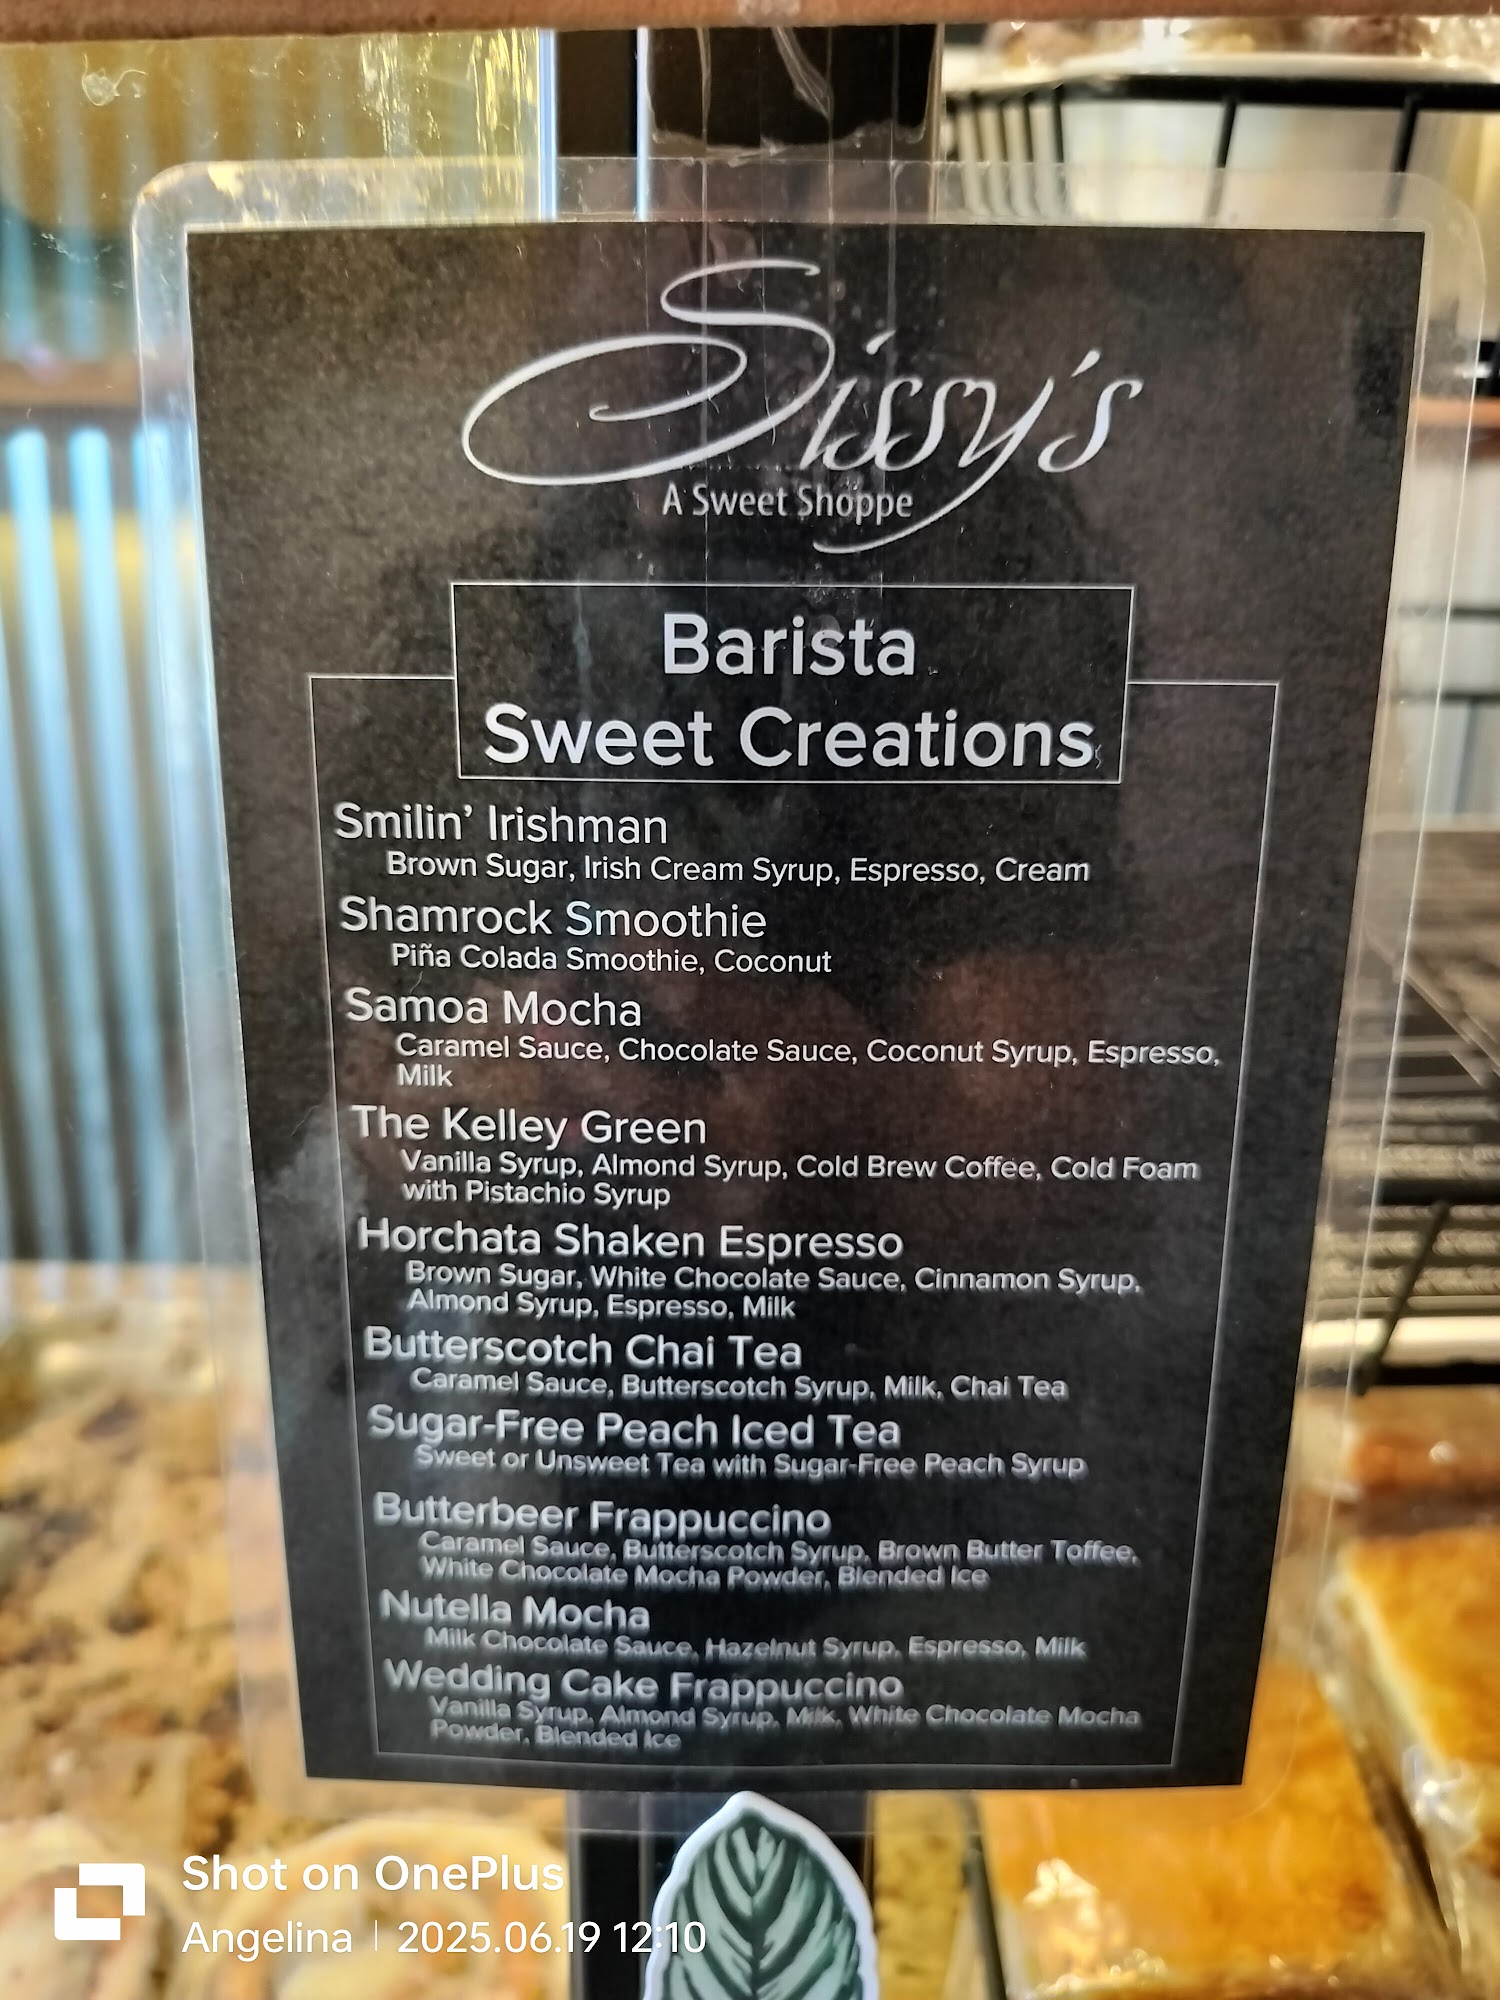 Sissy's
A Sweet Shoppe
Barista
Sweet Creations
Smilin' Irishman
Brown Sugar, Irish Cream Syrup, Espresso, Cream
Shamrock Smoothie
Piña Colada Smoothie, Coconut
Samoa Mocha
Caramel Sauce, Chocolate Sauce, Coconut Syrup, Espresso,
Milk
The Kelley Green
Vanilla Syrup, Almond Syrup, Cold Brew Coffee, Cold Foam
with Pistachio Syrup
Horchata Shaken Espresso
Brown Sugar, White Chocolate Sauce, Cinnamon Syrup,
Almond Syrup, Espresso, Milk
Butterscotch Chai Tea
Caramel Sauce, Butterscotch Syrup, Milk, Chai Tea
Sugar-Free Peach Iced Tea
Sweet or Unsweet Tea with Sugar-Free Peach Syrup
Butterbeer Frappuccino
Caramel Sauce, Butterscotch Syrup, Brown Butter Toffee,
White Chocolate Mocha Powder, Blended Ice
Nutella Mocha
Milk Chocolate Sauce, Hazelnut Syrup, Espresso, Milk
Wedding Cake Frappuccino
Vanilla Syrup, Almond Syrup, Milk, White Chocolate Mocha
Powder, Blended Ice
Shot on OnePlus
Angelina | 2025.06.19 12:10